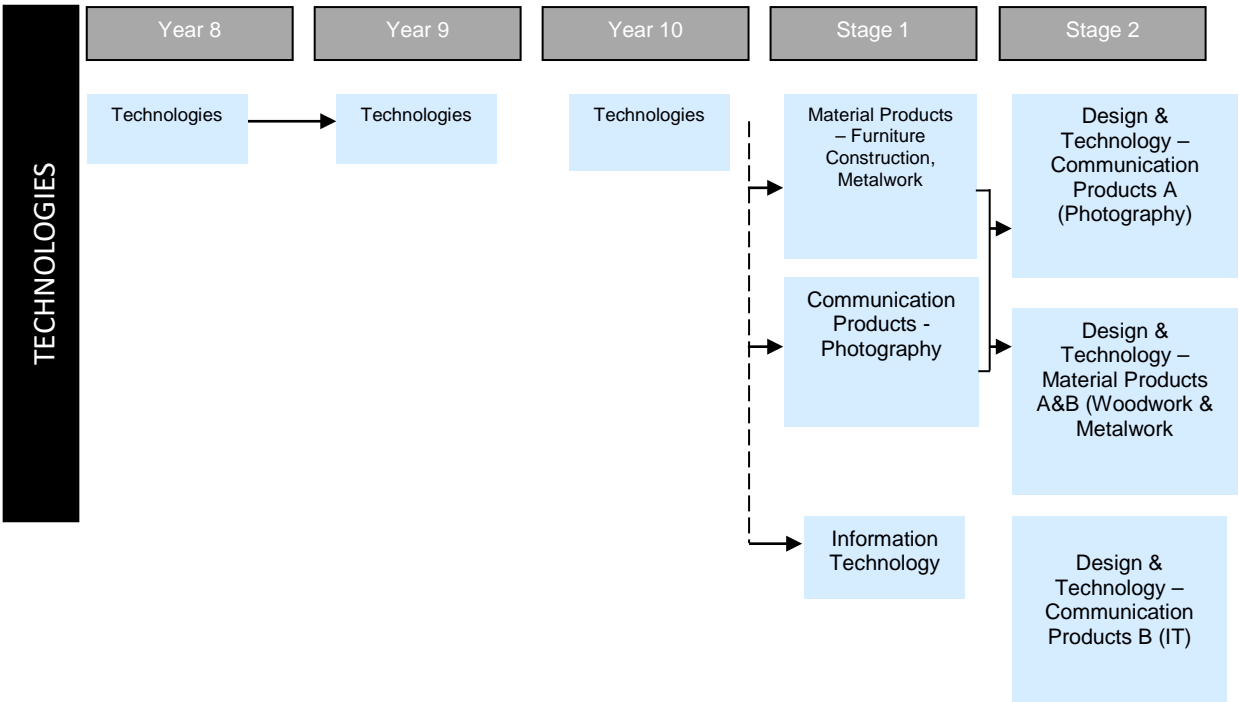 TECHNOLOGIES
Year 8
Year 9
Year 10
Stage 1
Stage 2
Technologies
Technologies
Technologies
Material Products
– Furniture
Construction,
Metalwork
Design &
Technology –
Communication
Products A
(Photography)
Communication
Products -
Photography
Design &
Technology –
Material Products
A&B (Woodwork &
Metalwork
Information
Technology
Design &
Technology –
Communication
Products B (IT)